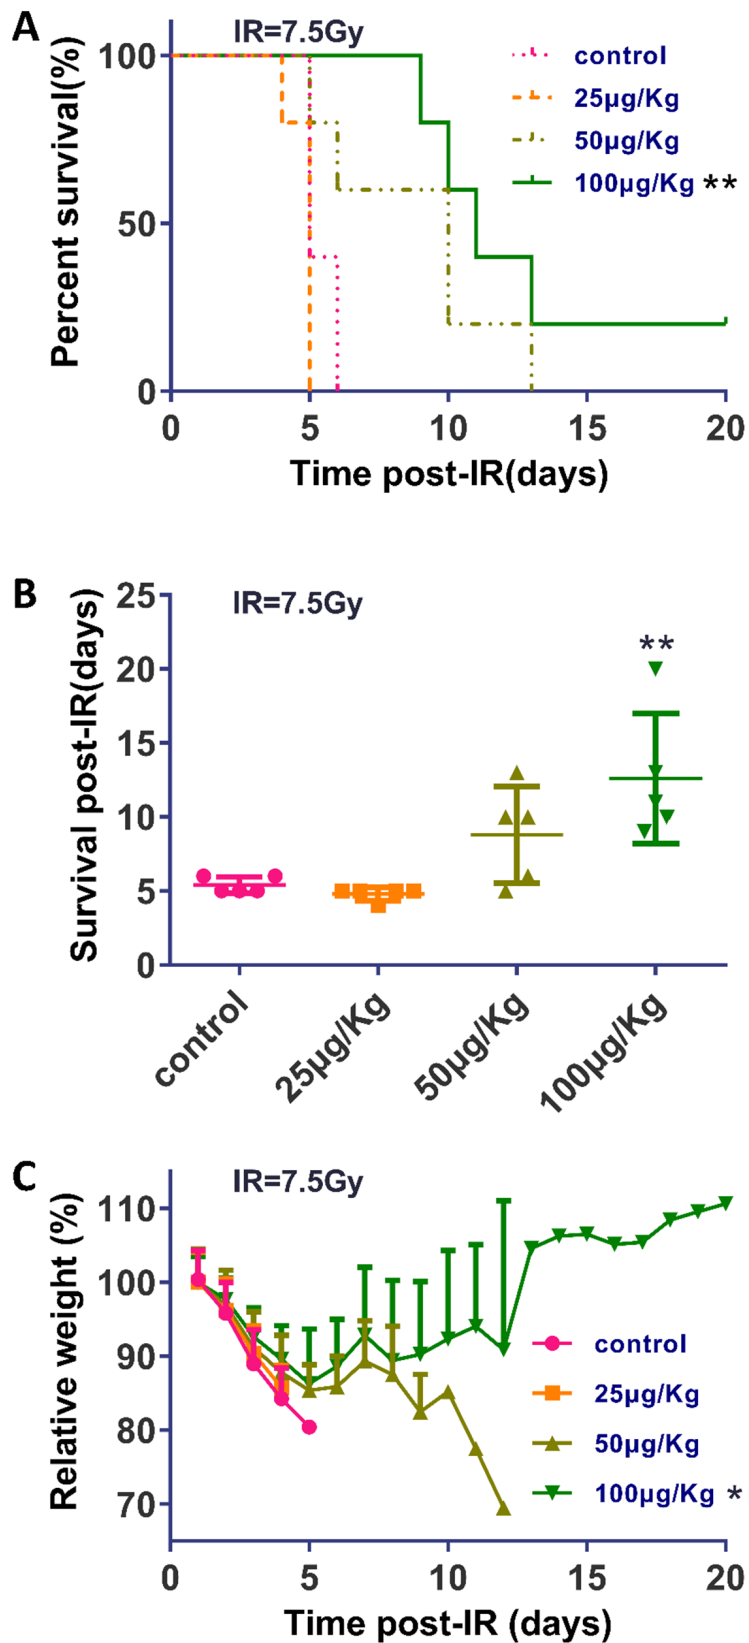 A
IR=7.5Gy
Percent survival(%)
100
50
0
0 5 10 15 20
Time post-IR(days)
control
25µg/Kg
50µg/Kg
100µg/Kg **
B
IR=7.5Gy
Survival post-IR(days)
25
20
15
10
5
0
**
control
25µg/Kg
50µg/Kg
100µg/Kg
C
IR=7.5Gy
Relative weight (%)
110
100
90
80
70
0 5 10 15 20
Time post-IR (days)
control
25µg/Kg
50µg/Kg
100µg/Kg *